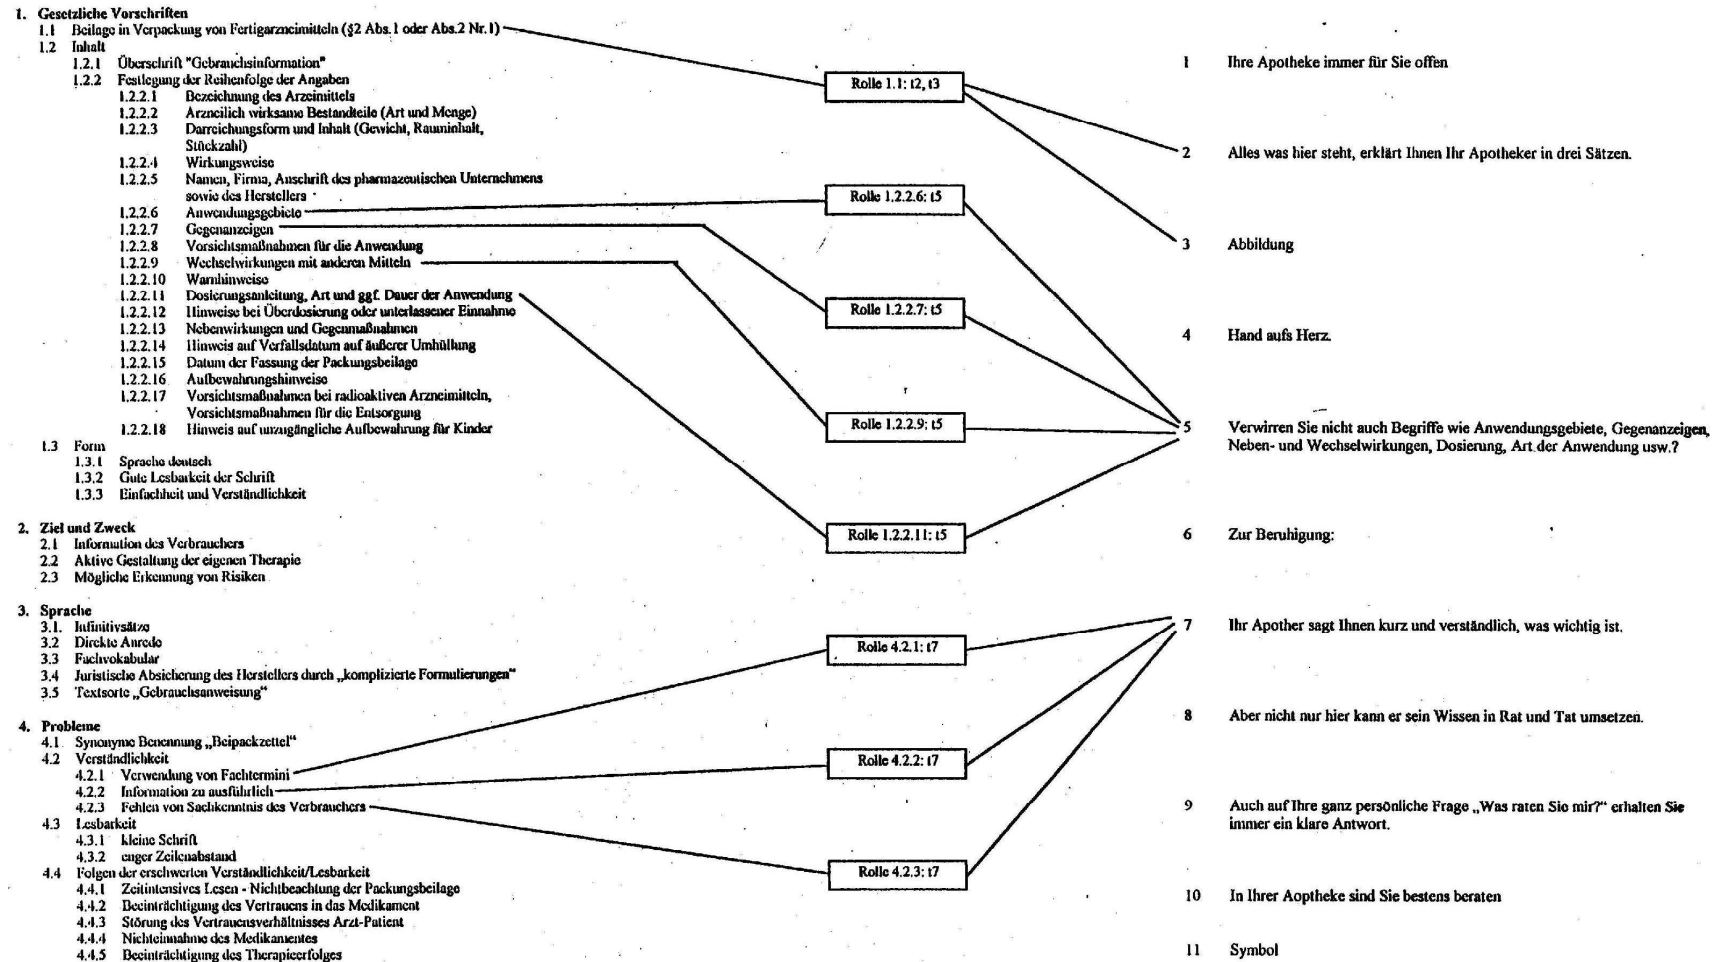 1. Gesetzliche Vorschriften
1.1 Beilage in Verpackung von Fertigarzneimitteln (§2 Abs.1 oder Abs.2 Nr.1)
1.2 Inhalt
1.2.1 Überschrift "Gebrauchsinformation"
1.2.2 Festlegung der Reihenfolge der Angaben
1.2.2.1 Bezeichnung des Arzeimittels
1.2.2.2 Arzneilich wirksame Bestandteile (Art und Menge)
1.2.2.3 Darreichungsform und Inhalt (Gewicht, Rauminhalt,
Stückzahl)
1.2.2.4 Wirkungsweise
1.2.2.5 Namen, Firma, Anschrift des pharmazeutischen Unternehmens
sowie des Herstellers
1.2.2.6 Anwendungsgebiete
1.2.2.7 Gegenanzeigen
1.2.2.8 Vorsichtsmaßnahmen für die Anwendung
1.2.2.9 Wechselwirkungen mit anderen Mitteln
1.2.2.10 Warnhinweise
1.2.2.11 Dosierungsanleitung, Art und ggf. Dauer der Anwendung
1.2.2.12 Hinweise bei Überdosierung oder unterlassener Einnahme
1.2.2.13 Nebenwirkungen und Gegenmaßnahmen
1.2.2.14 Hinweis auf Verfallsdatum auf äußerer Umhüllung
1.2.2.15 Datum der Fassung der Packungsbeilage
1.2.2.16 Aufbewahrungshinweise
1.2.2.17 Vorsichtsmaßnahmen bei radioaktiven Arzneimitteln,
Vorsichtsmaßnahmen für die Entsorgung
1.2.2.18 Hinweis auf unzugängliche Aufbewahrung für Kinder
1.3 Form
1.3.1 Sprache deutsch
1.3.2 Gute Lesbarkeit der Schrift
1.3.3 Einfachheit und Verständlichkeit
2. Ziel und Zweck
2.1 Information des Verbrauchers
2.2 Aktive Gestaltung der eigenen Therapie
2.3 Mögliche Erkennung von Risiken
3. Sprache
3.1. Infinitivsätze
3.2 Direkte Anrede
3.3 Fachvokabular
3.4 Juristische Absicherung des Herstellers durch „komplizierte Formulierungen“
3.5 Textsorte „Gebrauchsanweisung“
4. Probleme
4.1 Synonyme Benennung „Beipackzettel“
4.2 Verständlichkeit
4.2.1 Verwendung von Fachtermini
4.2.2 Information zu ausführlich
4.2.3 Fehlen von Sachkenntnis des Verbrauchers
4.3 Lesbarkeit
4.3.1 kleine Schrift
4.3.2 enger Zeilenabstand
4.4 Folgen der erschwerten Verständlichkeit/Lesbarkeit
4.4.1 Zeitintensives Lesen - Nichtbeachtung der Packungsbeilage
4.4.2 Beeinträchtigung des Vertrauens in das Medikament
4.4.3 Störung des Vertrauensverhältnisses Arzt-Patient
4.4.4 Nichteinnahme des Medikamentes
4.4.5 Beeinträchtigung des Therapieerfolges
Rolle 1.1: t2, t3
Rolle 1.2.2.6: t5
Rolle 1.2.2.7: t5
Rolle 1.2.2.9: t5
Rolle 1.2.2.11: t5
Rolle 4.2.1: t7
Rolle 4.2.2: t7
Rolle 4.2.3: t7
1 Ihre Apotheke immer für Sie offen
2 Alles was hier steht, erklärt Ihnen Ihr Apotheker in drei Sätzen.
3 Abbildung
4 Hand aufs Herz.
5 Verwirren Sie nicht auch Begriffe wie Anwendungsgebiete, Gegenanzeigen,
Neben- und Wechselwirkungen, Dosierung, Art der Anwendung usw.?
6 Zur Beruhigung:
7 Ihr Apother sagt Ihnen kurz und verständlich, was wichtig ist.
8 Aber nicht nur hier kann er sein Wissen in Rat und Tat umsetzen.
9 Auch auf Ihre ganz persönliche Frage „Was raten Sie mir?“ erhalten Sie
immer ein klare Antwort.
10 In Ihrer Aoptheke sind Sie bestens beraten
11 Symbol